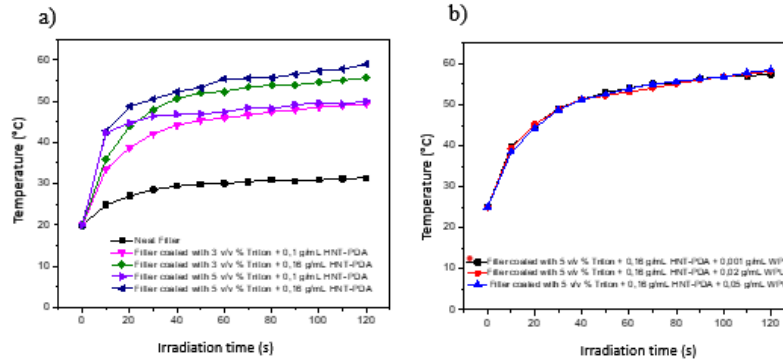 a)
Temperature (°C)
60
50
40
30
20
10
0
Neat Filler
Filler coated with 3 v/v % Triton + 0,1 g/mL HNT-PDA
Filler coated with 3 v/v % Triton + 0,16 g/mL HNT-PDA
Filler coated with 5 v/v % Triton + 0,1 g/mL HNT-PDA
Filler coated with 5 v/v % Triton + 0,16 g/mL HNT-PDA
0 20 40 60 80 100 120
Irradiation time (s)
b)
Temperature (°C)
60
50
40
30
20
10
0
Filler coated with 5 v/v % Triton + 0,16 g/mL HNT-PDA + 0,001 g/mL WPU
Filler coated with 5 v/v % Triton + 0,16 g/mL HNT-PDA + 0,02 g/mL WPU
Filler coated with 5 v/v % Triton + 0,16 g/mL HNT-PDA + 0,05 g/mL WPU
0 20 40 60 80 100 120
Irradiation time (s)